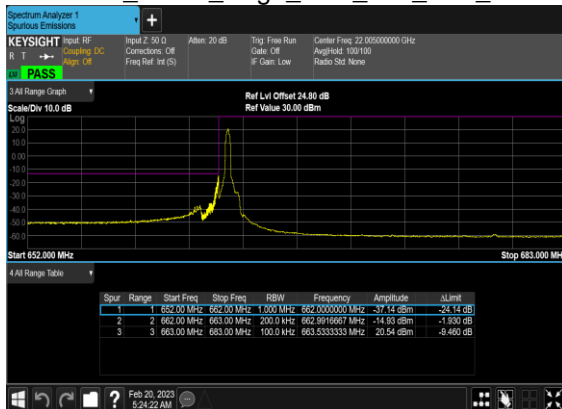 Spectrum Analyzer 1
Spurious Emissions
KEYSIGHT Input: RF
R T Coupling: DC
Align: Off
Input Z: 50 Ω
Corrections: Off
Freq Ref: Int (S)
Atten: 20 dB
Trig: Free Run
Gate: Off
IF Gain: Low
Center Freq: 22.005000000 GHz
Avg|Hold: 100/100
Radio Std: None
PASS
3 All Range Graph
Ref Lvl Offset 24.80 dB
Scale/Div 10.0 dB
Ref Value 30.00 dBm
Log
20.0
10.0
0.00
-10.0
-20.0
-30.0
-40.0
-50.0
-60.0
Start 652.000 MHz
Stop 683.000 MH
4 All Range Table
Spur Range Start Freq Stop Freq RBW Frequency Amplitude ΔLimit
1 1 652.00 MHz 662.00 MHz 1.000 MHz 662.0000000 MHz -37.14 dBm -24.14 dB
2 2 662.00 MHz 663.00 MHz 200.0 kHz 662.9916667 MHz -14.93 dBm -1.930 dB
3 3 663.00 MHz 683.00 MHz 100.0 kHz 663.5333333 MHz 20.54 dBm -9.460 dB
?
Feb 20, 2023
5:24:22 AM